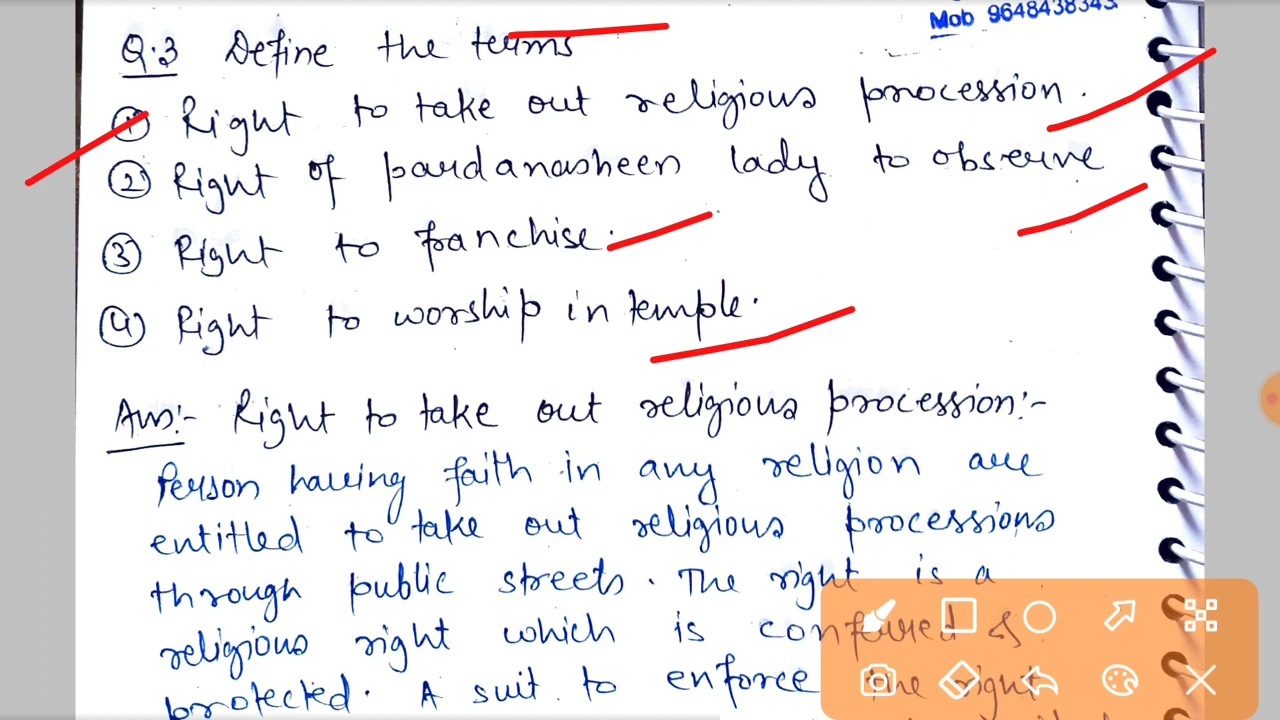 Mob 9648438343.
Q.3 Define the terms
① Right to take out religious procession.
② Right of pardanasheen lady to observe
③ Right to franchise.
④ Right to worship in temple.
Ans:- Right to take out religious procession:-
Person having faith in any religion are
entitled to take out religious processions
through public streets. The right is a
religious right which is conferred &
protected. A suit to enforce the right